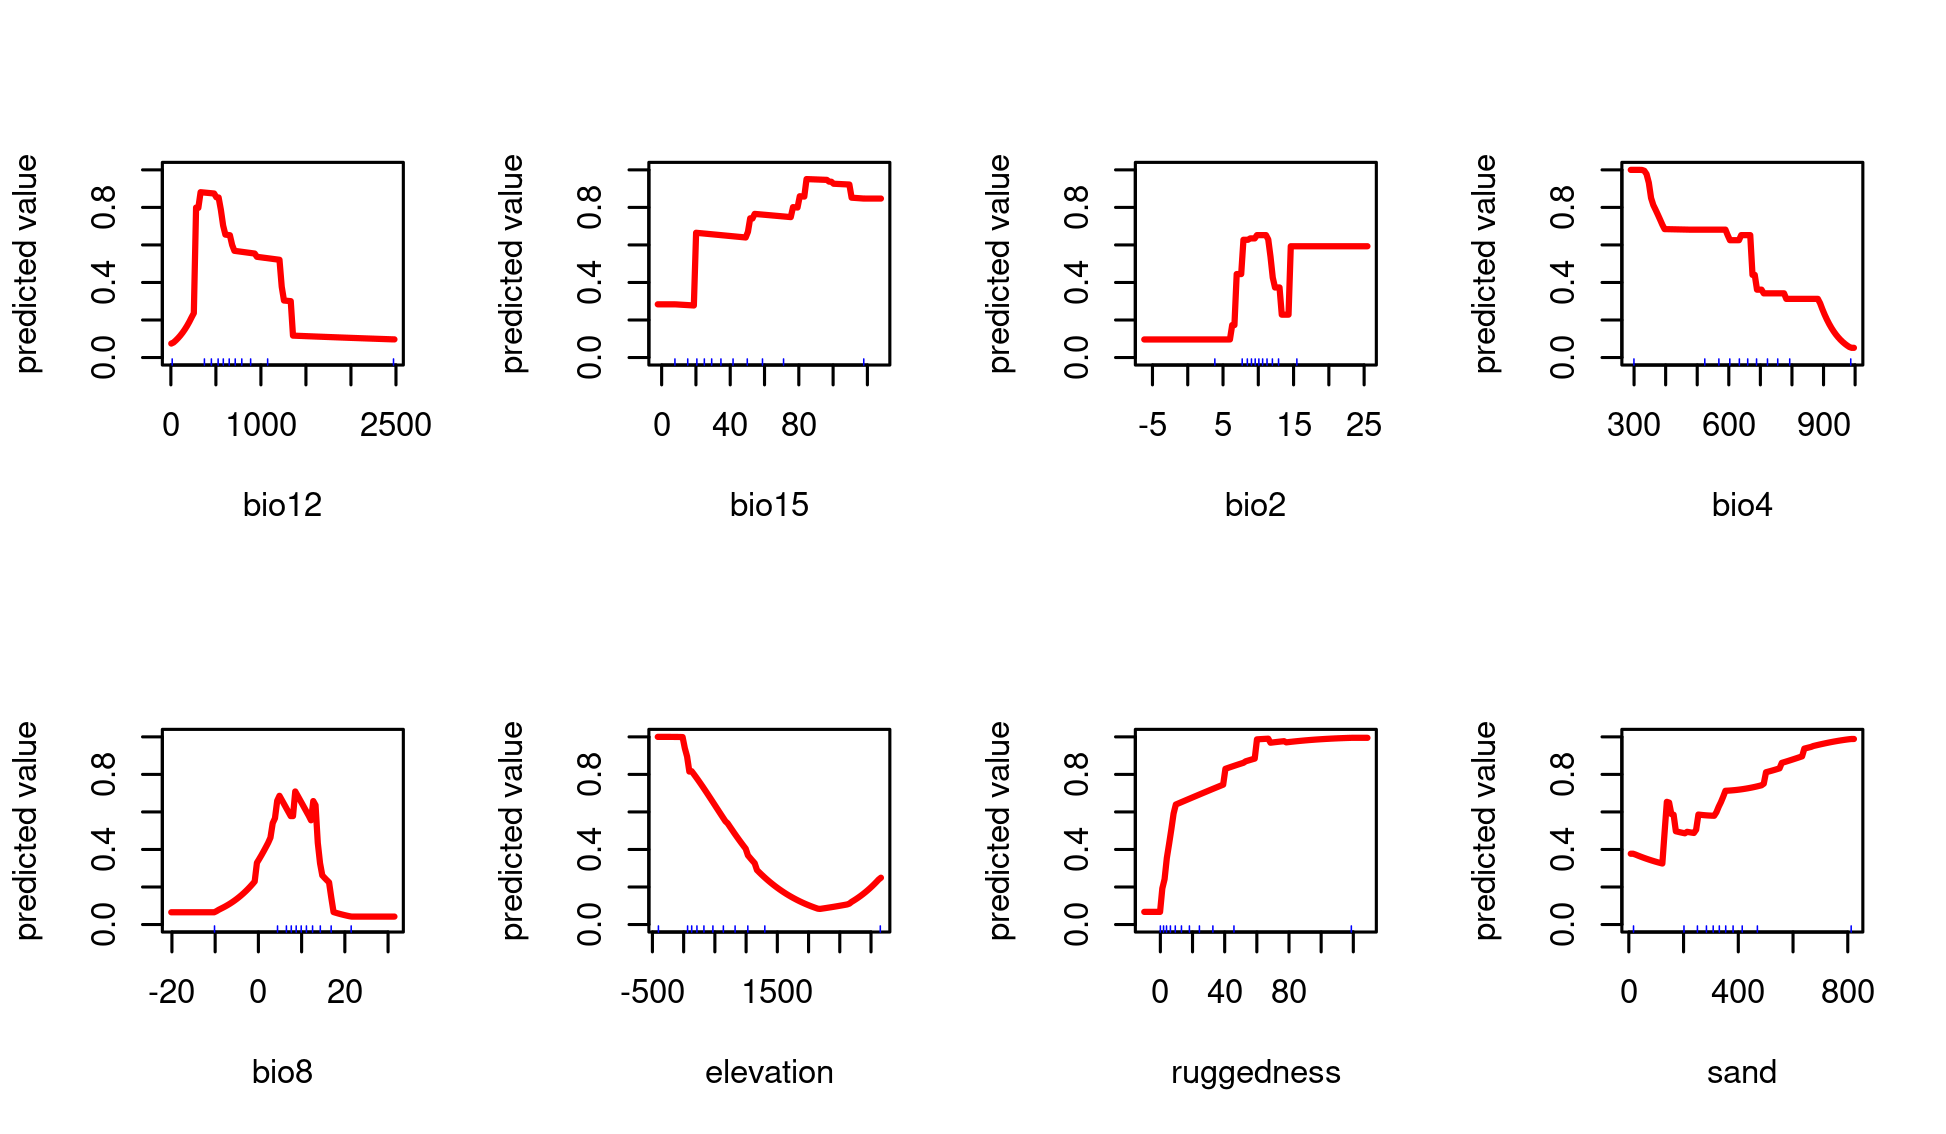 predicted value
0.0 0.4 0.8
0 1000 2500
bio12
predicted value
0.0 0.4 0.8
0 40 80
bio15
predicted value
0.0 0.4 0.8
-5 5 15 25
bio2
predicted value
0.0 0.4 0.8
300 600 900
bio4
predicted value
0.0 0.4 0.8
-20 0 20
bio8
predicted value
0.0 0.4 0.8
-500 1500
elevation
predicted value
0.0 0.4 0.8
0 40 80
ruggedness
predicted value
0.0 0.4 0.8
0 400 800
sand